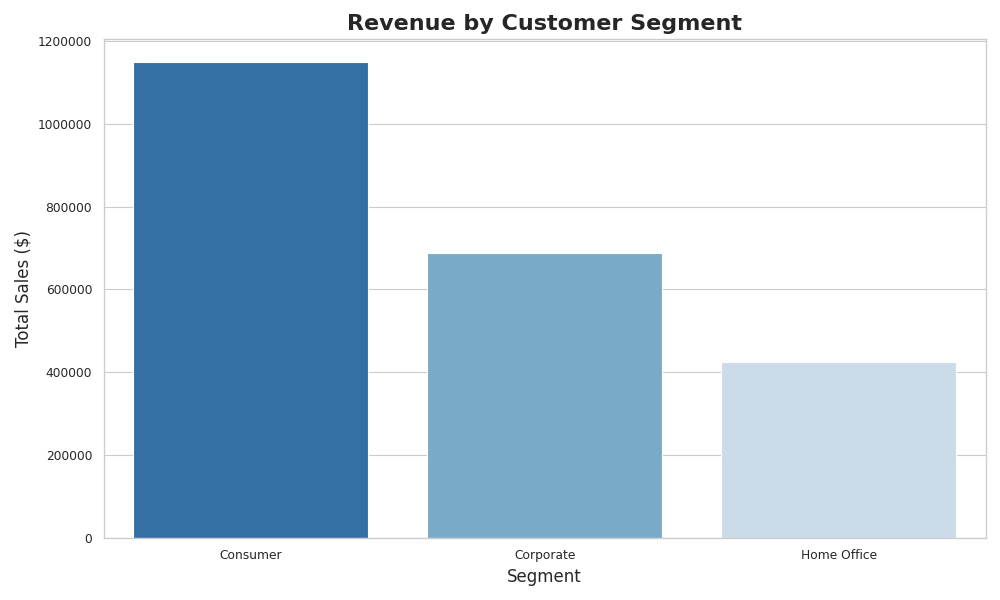 Revenue by Customer Segment
Total Sales ($)
1200000
1000000
800000
600000
400000
200000
0
Consumer
Corporate
Home Office
Segment